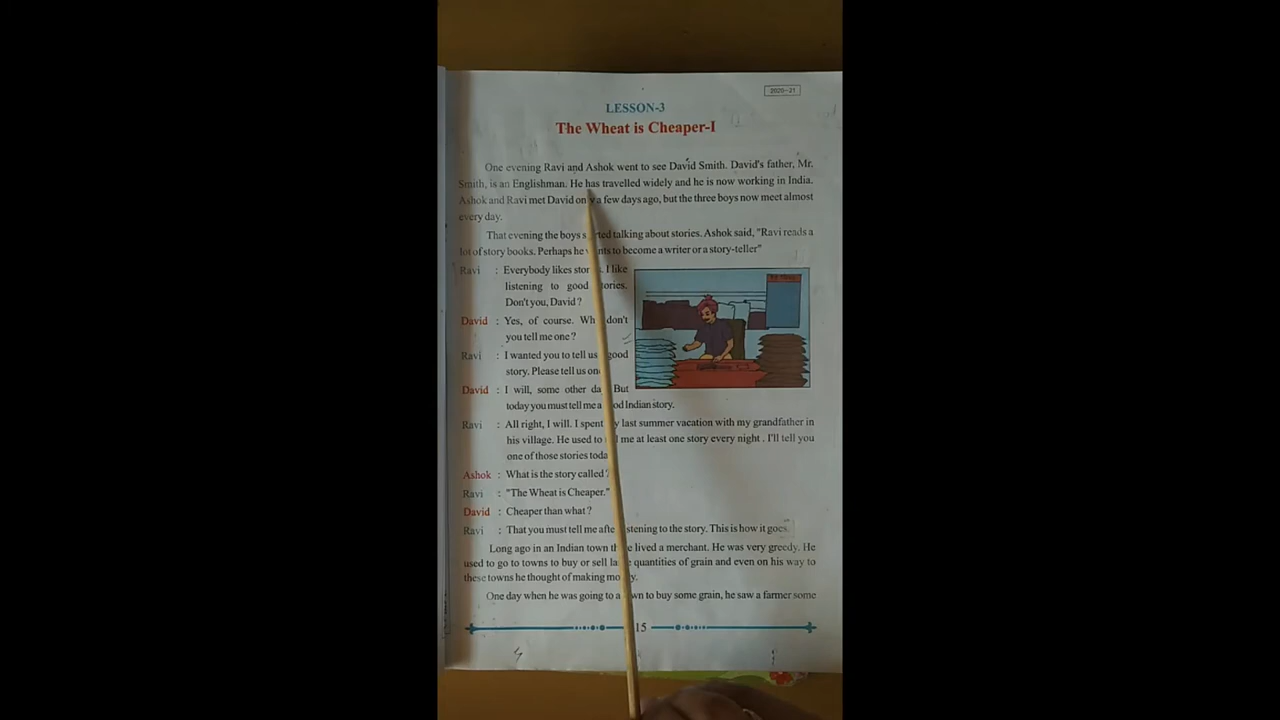 2020-21
LESSON-3
The Wheat is Cheaper-I
One evening Ravi and Ashok went to see David Smith. David's father, Mr.
Smith, is an Englishman. He has travelled widely and he is now working in India.
Ashok and Ravi met David only a few days ago, but the three boys now meet almost
every day.
That evening the boys started talking about stories. Ashok said, "Ravi reads a
lot of story books. Perhaps he wants to become a writer or a story-teller"
Ravi : Everybody likes stories. I like
listening to good stories.
Don't you, David ?
David : Yes, of course. Why don't
you tell me one ?
Ravi : I wanted you to tell us good
story. Please tell us one
David : I will, some other day. But
today you must tell me a good Indian story.
Ravi : All right, I will. I spent my last summer vacation with my grandfather in
his village. He used to tell me at least one story every night . I'll tell you
one of those stories today
Ashok : What is the story called ?
Ravi : "The Wheat is Cheaper."
David : Cheaper than what ?
Ravi : That you must tell me after listening to the story. This is how it goes
Long ago in an Indian town there lived a merchant. He was very greedy. He
used to go to towns to buy or sell large quantities of grain and even on his way to
these towns he thought of making money.
One day when he was going to a town to buy some grain, he saw a farmer some
15